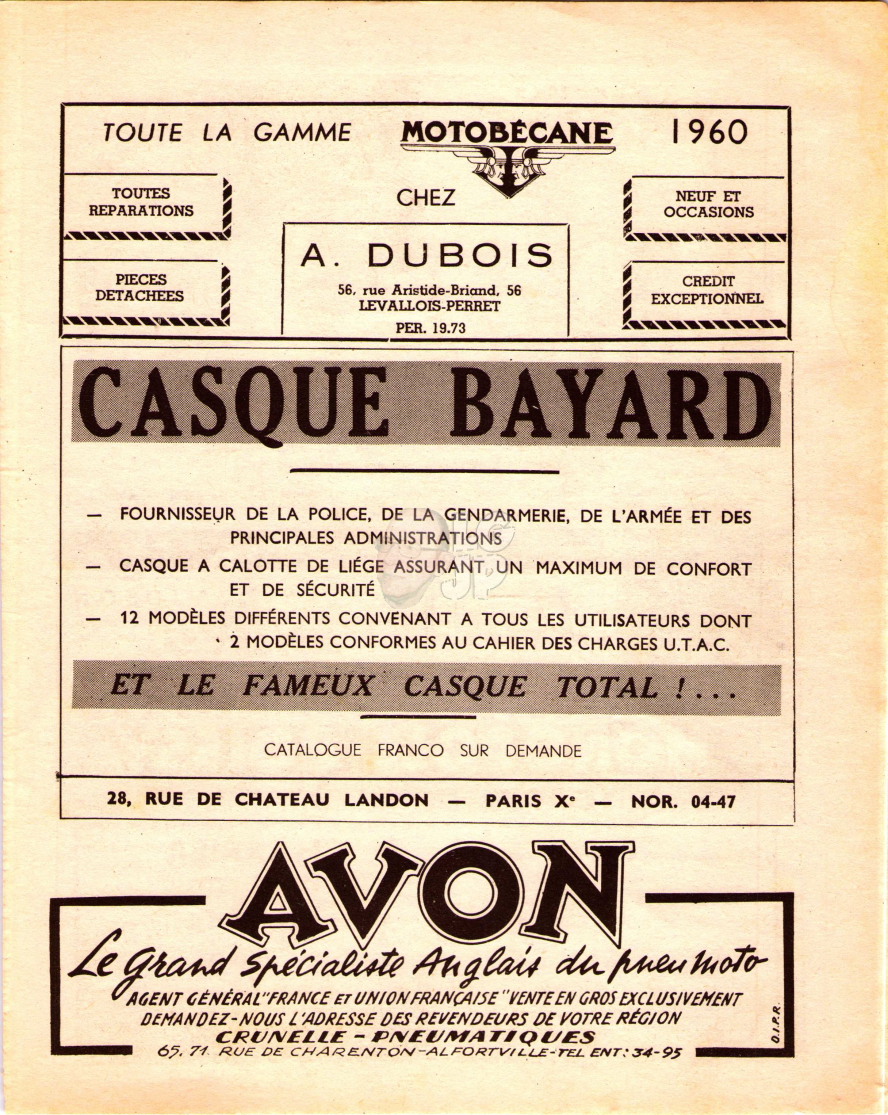 TOUTE LA GAMME MOTOBÉCANE 1960
TOUTES
REPARATIONS
CHEZ
NEUF ET
OCCASIONS
PIECES
DETACHEES
A. DUBOIS
56, rue Aristide-Briand, 56
LEVALLOIS-PERRET
PER. 19.73
CREDIT
EXCEPTIONNEL
CASQUE BAYARD
— FOURNISSEUR DE LA POLICE, DE LA GENDARMERIE, DE L'ARMÉE ET DES
PRINCIPALES ADMINISTRATIONS
— CASQUE A CALOTTE DE LIÉGE ASSURANT UN MAXIMUM DE CONFORT
ET DE SÉCURITÉ
— 12 MODÈLES DIFFÉRENTS CONVENANT A TOUS LES UTILISATEURS DONT
2 MODÈLES CONFORMES AU CAHIER DES CHARGES U.T.A.C.
ET LE FAMEUX CASQUE TOTAL !...
CATALOGUE FRANCO SUR DEMANDE
28, RUE DE CHATEAU LANDON — PARIS Xe — NOR. 04-47
AVON
Le Grand Spécialiste Anglais du pneu moto
AGENT GÉNÉRAL "FRANCE ET UNION FRANÇAISE" VENTE EN GROS EXCLUSIVEMENT
DEMANDEZ-NOUS L'ADRESSE DES REVENDEURS DE VOTRE RÉGION
CRUNELLE - PNEUMATIQUES
65, 71 RUE DE CHARENTON-ALFORTVILLE-TEL ENT: 34-95
O.I.P.R.